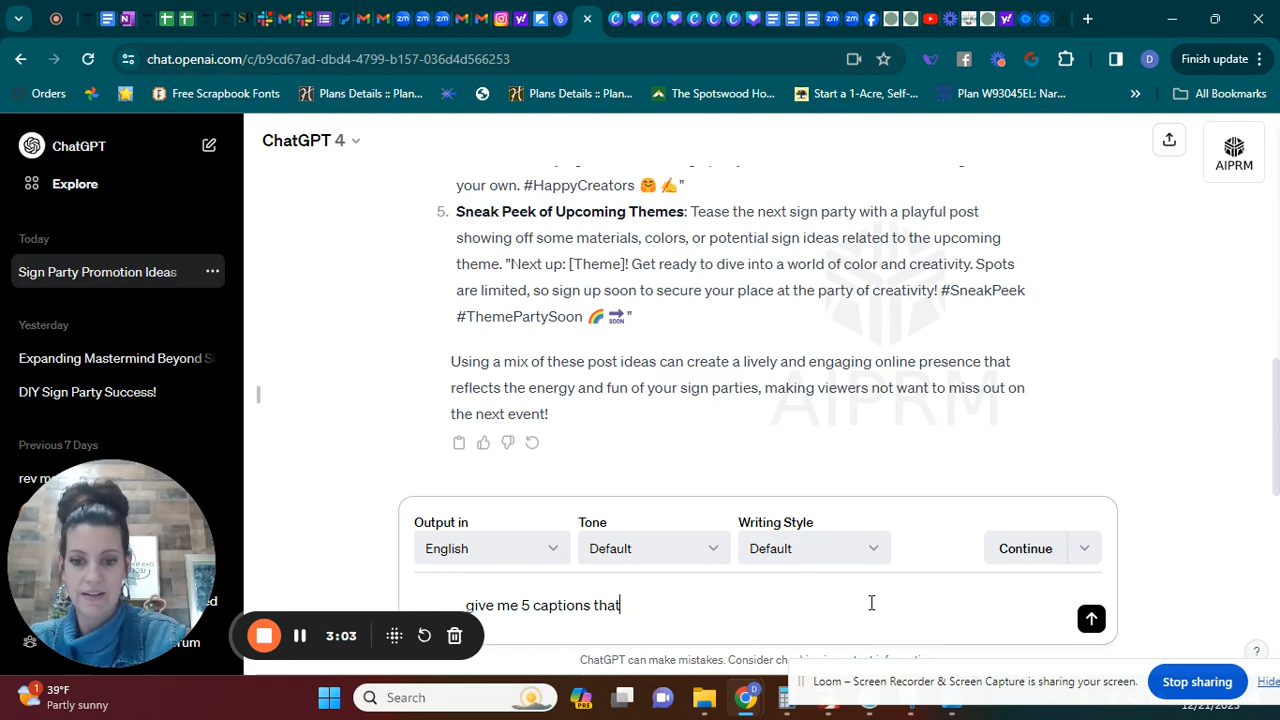 chat.openai.com/c/b9cd67ad-dbd4-4799-b157-036d4d566253
Finish update
Orders
Free Scrapbook Fonts
Plans Details :: Plan...
Plans Details :: Plan...
The Spotswood Ho...
Start a 1-Acre, Self-...
Plan W93045EL: Nar...
All Bookmarks
ChatGPT
Explore
Today
Sign Party Promotion Ideas
Yesterday
Expanding Mastermind Beyond Si
DIY Sign Party Success!
Previous 7 Days
rev m
ChatGPT 4
AIPRM
your own. #HappyCreators 🤗 ✍️"
5. Sneak Peek of Upcoming Themes: Tease the next sign party with a playful post
showing off some materials, colors, or potential sign ideas related to the upcoming
theme. "Next up: [Theme]! Get ready to dive into a world of color and creativity. Spots
are limited, so sign up soon to secure your place at the party of creativity! #SneakPeek
#ThemePartySoon 🌈 🔜"
Using a mix of these post ideas can create a lively and engaging online presence that
reflects the energy and fun of your sign parties, making viewers not want to miss out on
the next event!
AIPRM
Output in
Tone
Writing Style
English
Default
Default
Continue
give me 5 captions that
3:03
ChatGPT can make mistakes. Consider
Loom – Screen Recorder & Screen Capture is sharing your screen.
Stop sharing
Hide
1
39°F
Partly sunny
Search
12/21/2023